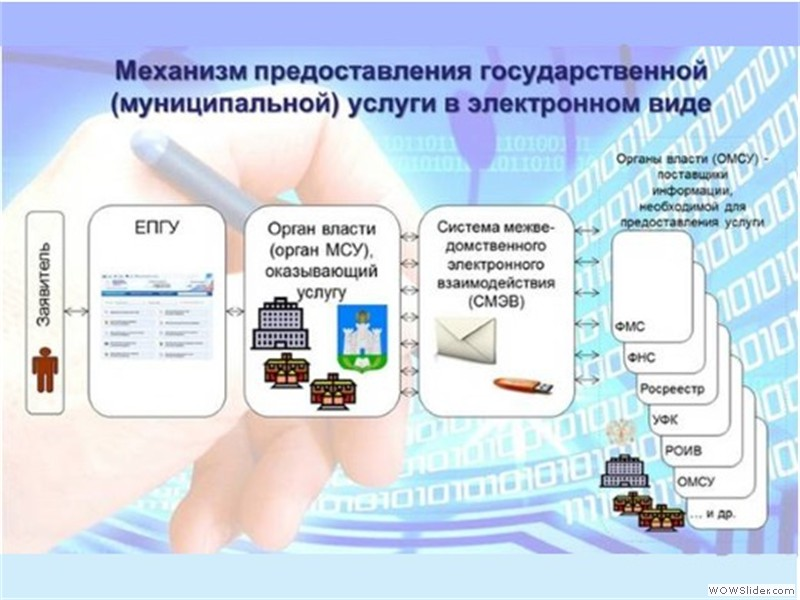 Механизм предоставления государственной
(муниципальной) услуги в электронном виде
Органы власти (ОМСУ) -
поставщики
информации,
необходимой для
предоставления услуги
Заявитель
ЕПГУ
Орган власти
(орган МСУ),
оказывающий
услугу
Система межве-
домственного
электронного
взаимодействия
(СМЭВ)
ФМС
ФНС
Росреестр
УФК
РОИВ
ОМСУ
... и др.
WOWSlider.com